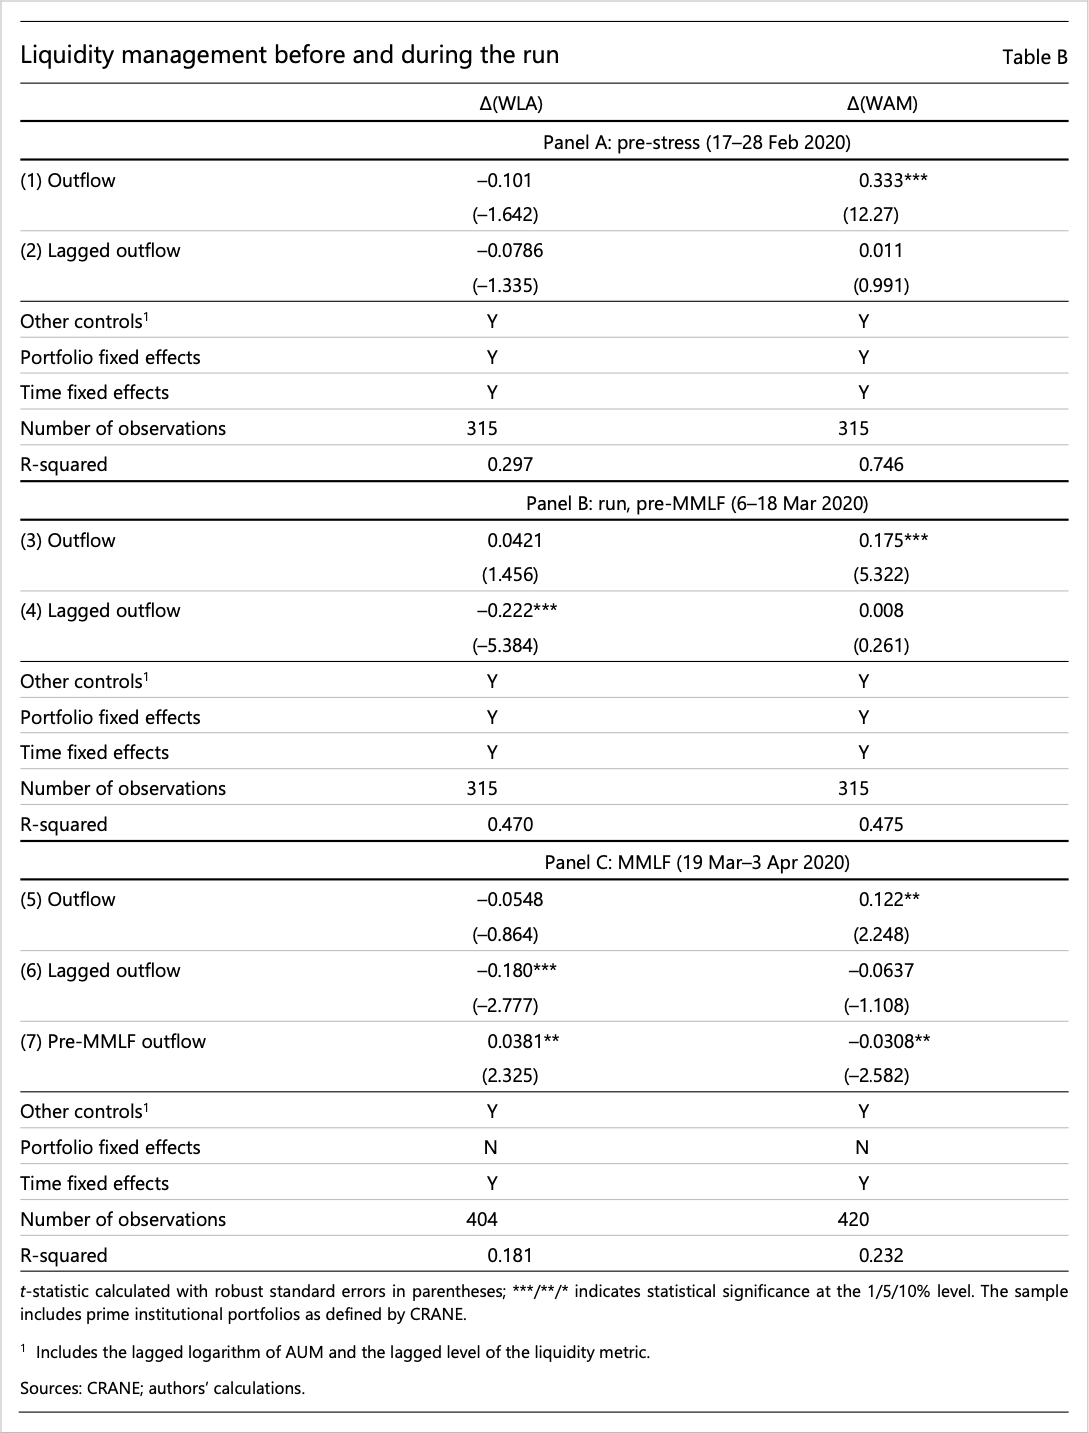 Liquidity management before and during the run Table B
Δ(WLA) Δ(WAM)
Panel A: pre-stress (17–28 Feb 2020)
(1) Outflow –0.101 0.333***
(–1.642) (12.27)
(2) Lagged outflow –0.0786 0.011
(–1.335) (0.991)
Other controls¹ Y Y
Portfolio fixed effects Y Y
Time fixed effects Y Y
Number of observations 315 315
R-squared 0.297 0.746
Panel B: run, pre-MMLF (6–18 Mar 2020)
(3) Outflow 0.0421 0.175***
(1.456) (5.322)
(4) Lagged outflow –0.222*** 0.008
(–5.384) (0.261)
Other controls¹ Y Y
Portfolio fixed effects Y Y
Time fixed effects Y Y
Number of observations 315 315
R-squared 0.470 0.475
Panel C: MMLF (19 Mar–3 Apr 2020)
(5) Outflow –0.0548 0.122**
(–0.864) (2.248)
(6) Lagged outflow –0.180*** –0.0637
(–2.777) (–1.108)
(7) Pre-MMLF outflow 0.0381** –0.0308**
(2.325) (–2.582)
Other controls¹ Y Y
Portfolio fixed effects N N
Time fixed effects Y Y
Number of observations 404 420
R-squared 0.181 0.232
t-statistic calculated with robust standard errors in parentheses; ***/**/* indicates statistical significance at the 1/5/10% level. The sample
includes prime institutional portfolios as defined by CRANE.
¹ Includes the lagged logarithm of AUM and the lagged level of the liquidity metric.
Sources: CRANE; authors’ calculations.